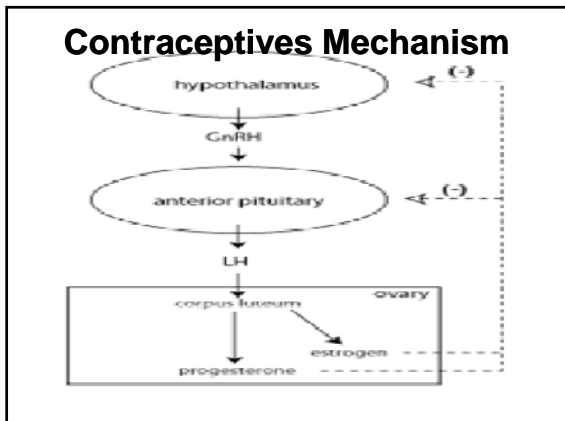 Contraceptives Mechanism
hypothalamus
(-)
GnRH
anterior pituitary
(-)
LH
ovary
corpus luteum
estrogen
progesterone